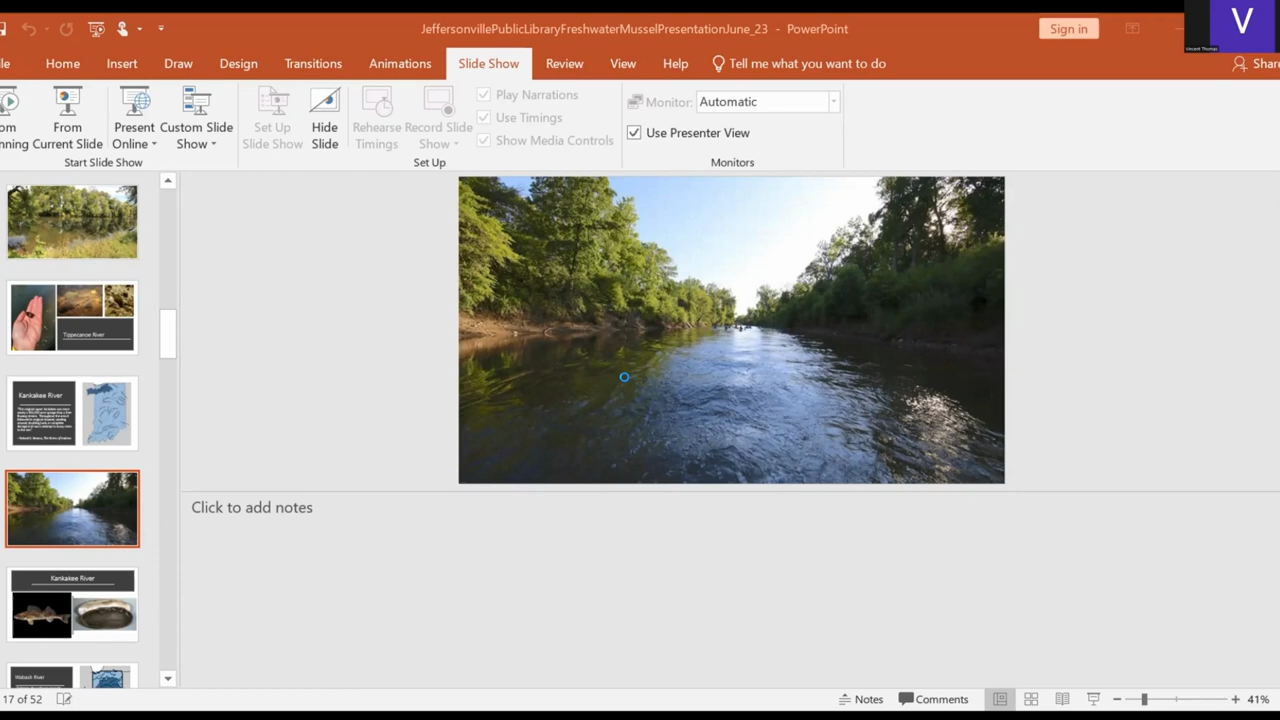 JeffersonvillePublicLibraryFreshwaterMusselPresentationJune_23 - PowerPoint
Sign in
V
Vincent Thomas
Home Insert Draw Design Transitions Animations Slide Show Review View Help Tell me what you want to do
From Current Slide
Present Online
Custom Slide Show
Set Up Slide Show
Hide Slide
Rehearse Timings
Record Slide Show
Play Narrations
Use Timings
Show Media Controls
Monitor: Automatic
Use Presenter View
Start Slide Show
Set Up
Monitors
Tippecanoe River
Kankakee River
Kankakee River
Wabash River
Click to add notes
17 of 52
Notes
Comments
41%